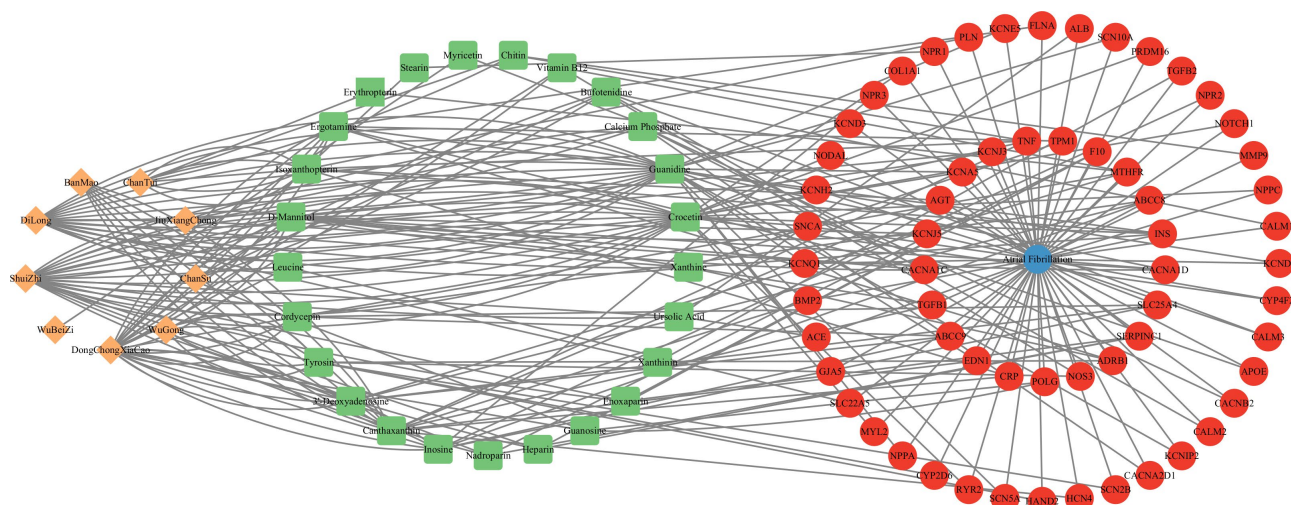 BanMao
ChanTui
DiLong
JiuXiangChong
ShuiZhi
ChanSu
WuBeiZi
WuGong
DongChongXiaCao
Stearin
Myricetin
Chitin
Vitamin B12
Erythropterin
Bufotenidine
Ergotamine
Calcium Phosphate
Isoxanthopterin
Guanidine
D-Mannitol
Crocetin
Leucine
Xanthine
Cordycepin
Ursolic Acid
Tyrosin
Xanthinin
3'-Deoxyadenosine
Enoxaparin
Canthaxanthin
Guanosine
Inosine
Nadroparin
Heparin
PLN
KCNE5
FLNA
ALB
SCN10A
NPR1
PRDM16
COL1A1
TGFB2
NPR3
NPR2
KCND3
NOTCH1
NODAL
MMP9
KCNH2
NPPC
SNCA
CALM1
KCNQ1
KCND
BMP2
CYP4F2
ACE
CALM3
GJA5
APOE
SLC22A5
CACNB2
MYL2
CALM2
NPPA
KCNIP2
CYP2D6
CACNA2D1
RYR2
SCN2B
SCN5A
HAND2
HCN4
KCNJ3
TNF
TPM1
F10
KCNA5
MTHFR
AGT
ABCC8
KCNJ5
INS
CACNA1C
CACNA1D
TGFB1
SLC25A4
ABCC9
SERPINC1
EDN1
ADRB1
CRP
POLG
NOS3
Atrial Fibrillation